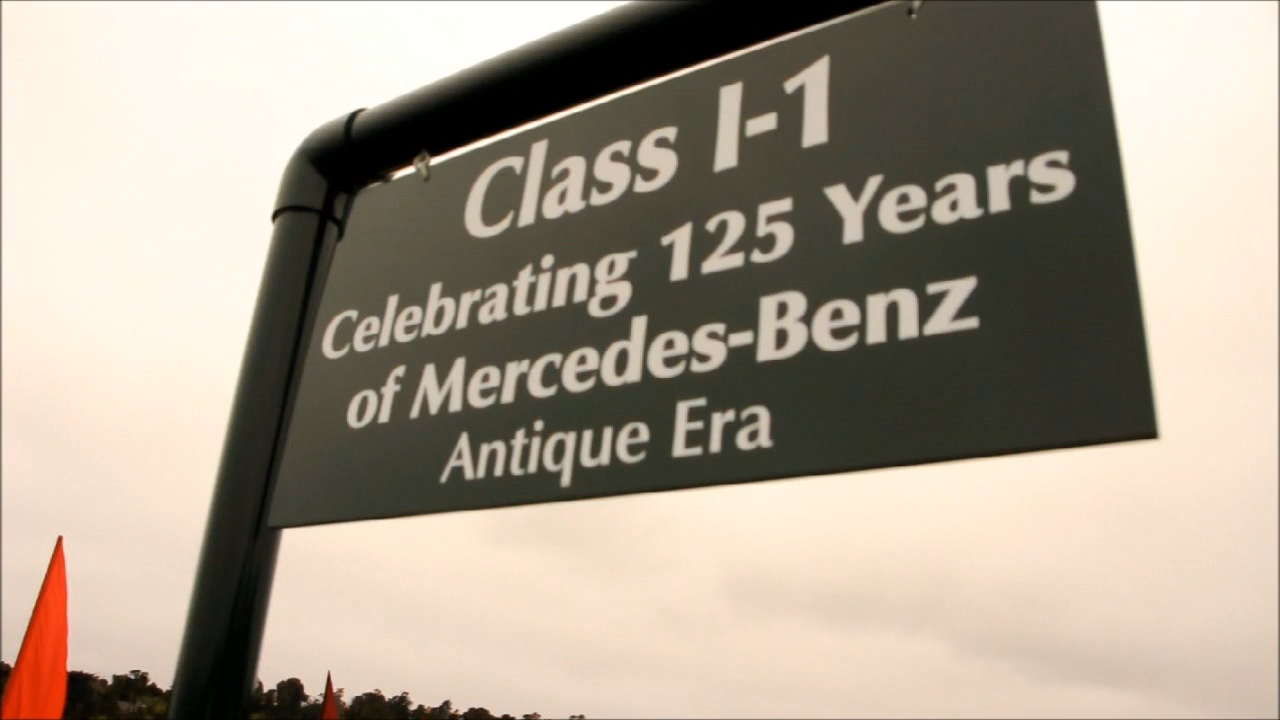 Class I-1
Celebrating 125 Years
of Mercedes-Benz
Antique Era